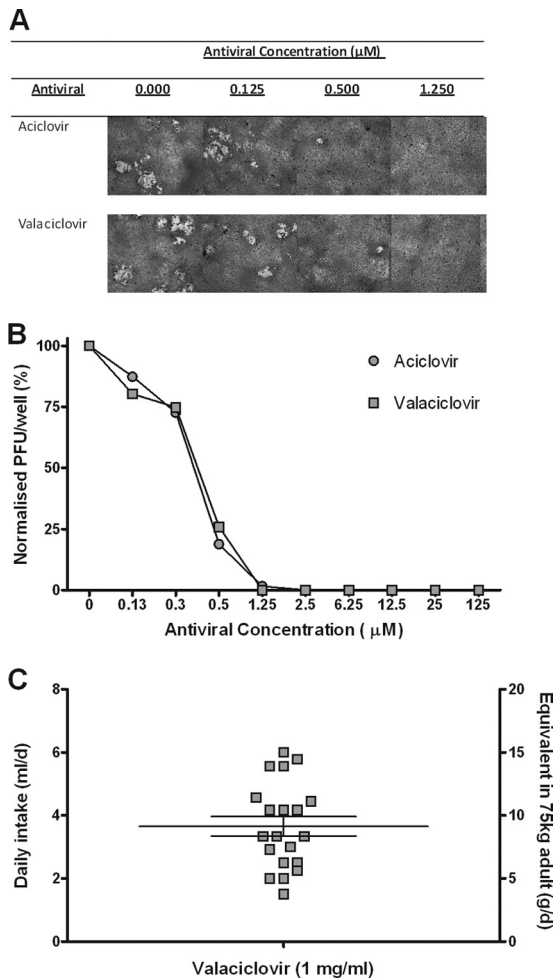 A
Antiviral Concentration (µM)
Antiviral 0.000 0.125 0.500 1.250
Aciclovir
Valaciclovir
B
Normalised PFU/well (%)
100
75
50
25
0
Aciclovir
Valaciclovir
0 0.13 0.3 0.5 1.25 2.5 6.25 12.5 25 125
Antiviral Concentration ( µM)
C
Daily intake (ml/d)
8
6
4
2
0
20
15
10
5
0
Equivalent in 75kg adult (g/d)
Valaciclovir (1 mg/ml)